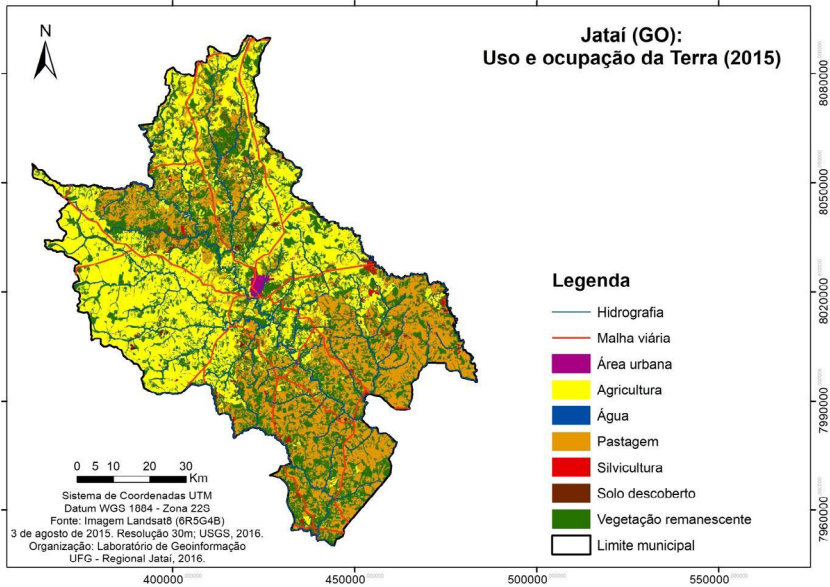 Jataí (GO):
Uso e ocupação da Terra (2015)
N
8080000
8050000
8020000
7990000
7960000
Legenda
Hidrografia
Malha viária
Área urbana
Agricultura
Água
Pastagem
Silvicultura
Solo descoberto
Vegetação remanescente
Limite municipal
0 5 10 20 30
Km
Sistema de Coordenadas UTM
Datum WGS 1884 - Zona 22S
Fonte: Imagem Landsat8 (6R5G4B)
3 de agosto de 2015. Resolução 30m; USGS, 2016.
Organização: Laboratório de Geoinformação
UFG - Regional Jataí, 2016.
400000
450000
500000
550000